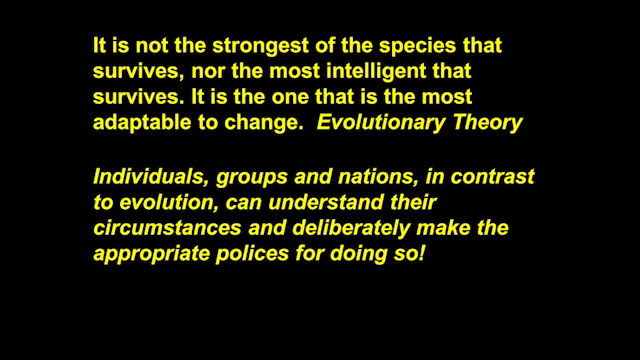 It is not the strongest of the species that
survives, nor the most intelligent that
survives. It is the one that is the most
adaptable to change.  Evolutionary Theory
Individuals, groups and nations, in contrast
to evolution, can understand their
circumstances and deliberately make the
appropriate polices for doing so!